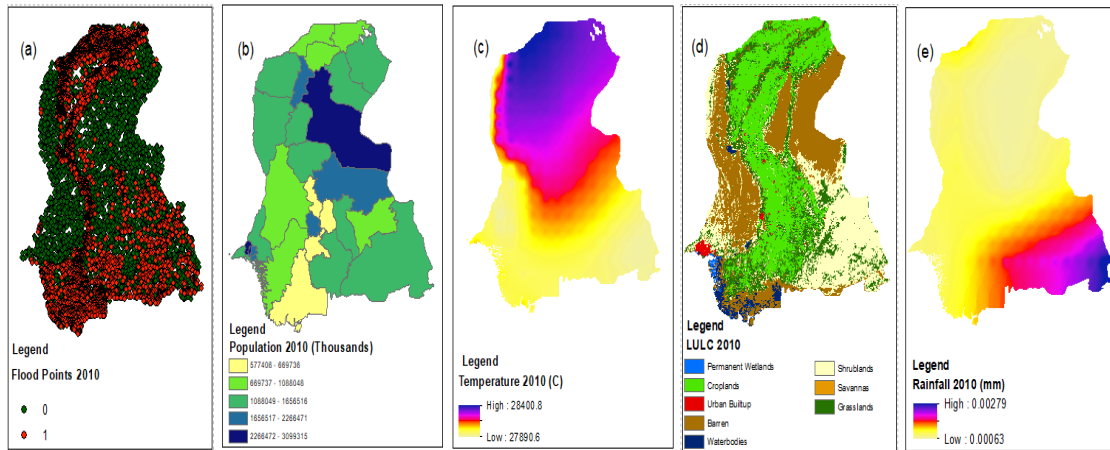 (a)
Legend
Flood Points 2010
0
1
(b)
Legend
Population 2010 (Thousands)
577406 - 669736
669737 - 1088048
1088049 - 1656516
1656517 - 2266471
2266472 - 3099315
(c)
Legend
Temperature 2010 (C)
High : 28400.8
Low : 27890.6
(d)
Legend
LULC 2010
Permanent Wetlands
Croplands
Urban Builtup
Barren
Waterbodies
Shrublands
Savannas
Grasslands
(e)
Legend
Rainfall 2010 (mm)
High : 0.00279
Low : 0.00063